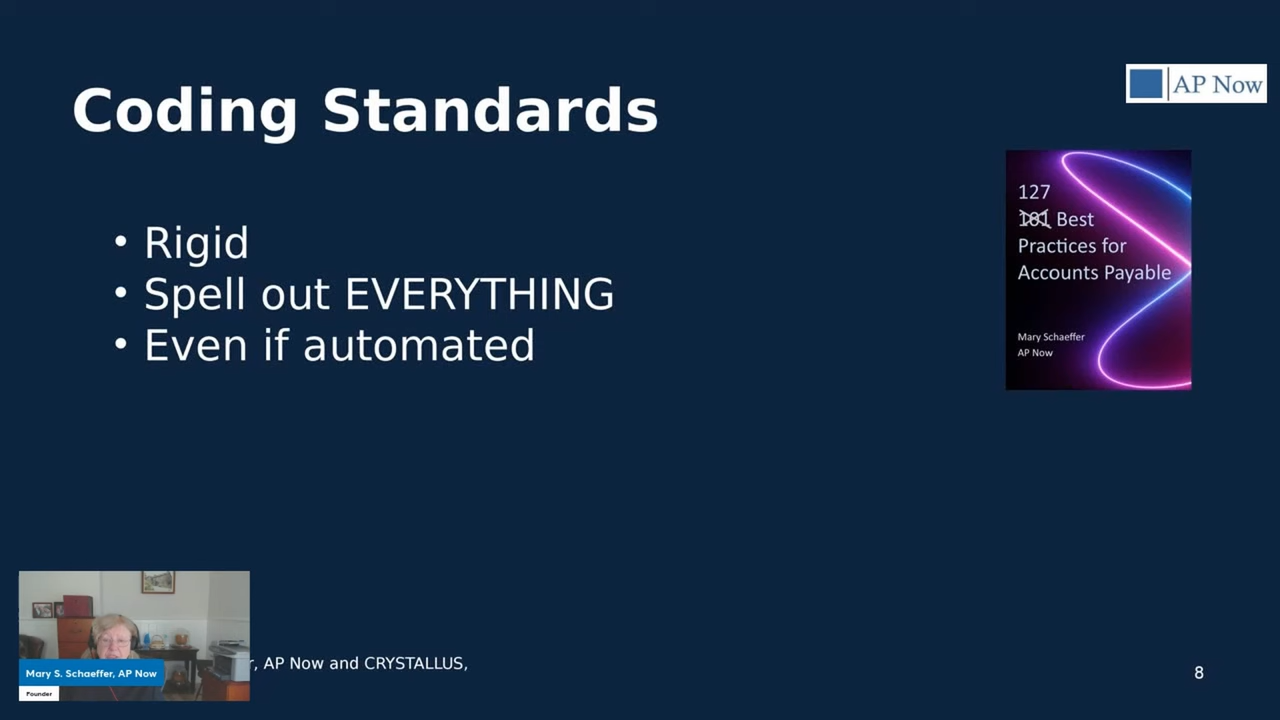 AP Now
Coding Standards
• Rigid
• Spell out EVERYTHING
• Even if automated
127
181 Best
Practices for
Accounts Payable
Mary Schaeffer
AP Now
r, AP Now and CRYSTALLUS,
Mary S. Schaeffer, AP Now
Founder
8